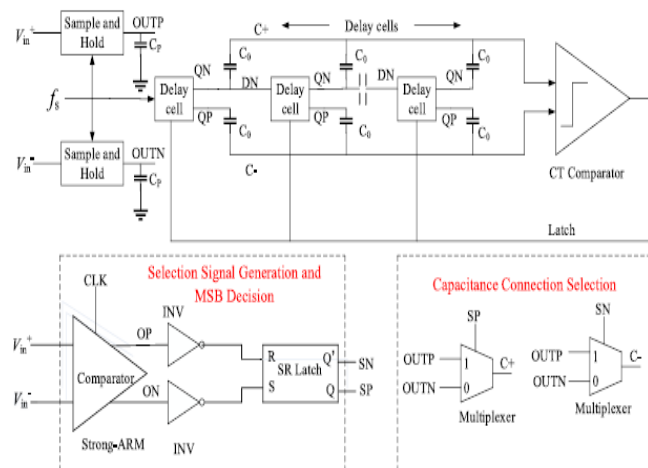 Vin+
Sample and
Hold
OUTP
CP
C+
Delay cells
C0
C0
C0
fs
Delay
cell
QN
DN
QP
C0
Delay
cell
QN
QP
C0
DN
Delay
cell
QN
QP
C0
CT Comparator
Vin-
Sample and
Hold
OUTN
CP
C-
Latch
Selection Signal Generation and
MSB Decision
CLK
Vin+
Vin-
Comparator
Strong-ARM
OP
ON
INV
INV
R
S
SR Latch
Q'
Q
SN
SP
Capacitance Connection Selection
SP
OUTP
OUTN
1
0
C+
Multiplexer
SN
OUTP
OUTN
1
0
C-
Multiplexer